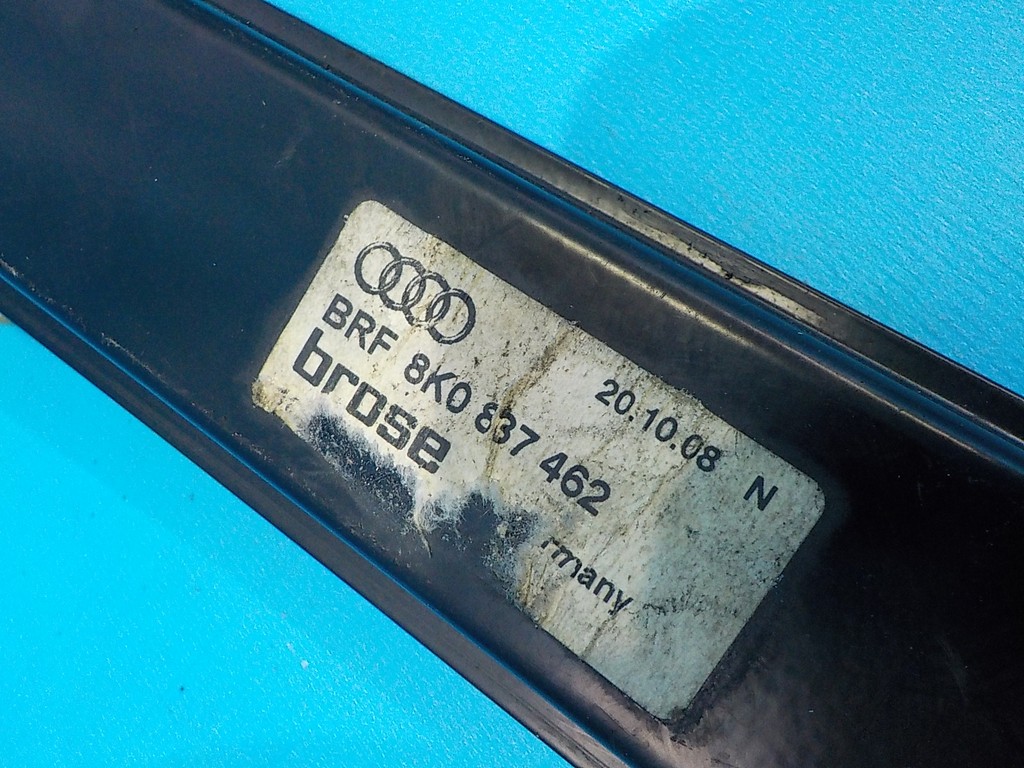 20.10.08 N
BRF 8K0 837 462
brose
rmany